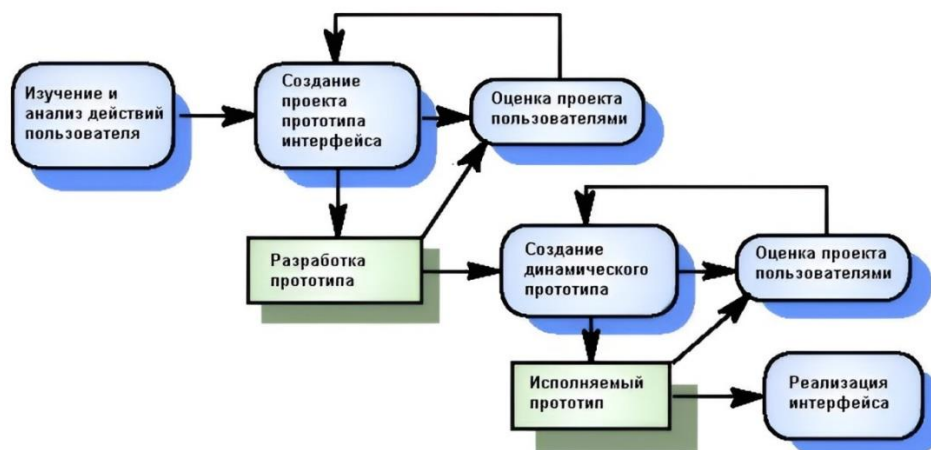 Изучение и
анализ действий
пользователя
Создание
проекта
прототипа
интерфейса
Оценка проекта
пользователями
Разработка
прототипа
Создание
динамического
прототипа
Оценка проекта
пользователями
Исполняемый
прототип
Реализация
интерфейса